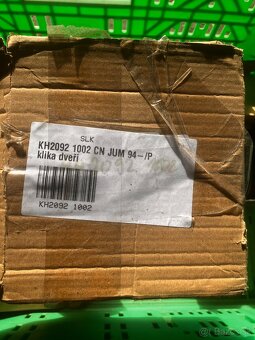 SLK
KH2092 1002 CN JUM 94-/P
klika dveří
KH2092 1002